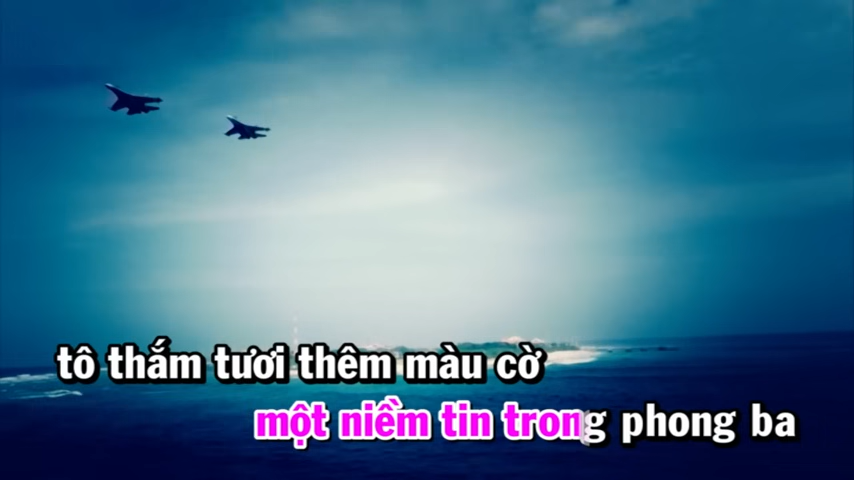 tô thắm tươi thêm màu cờ
một niềm tin trong phong ba